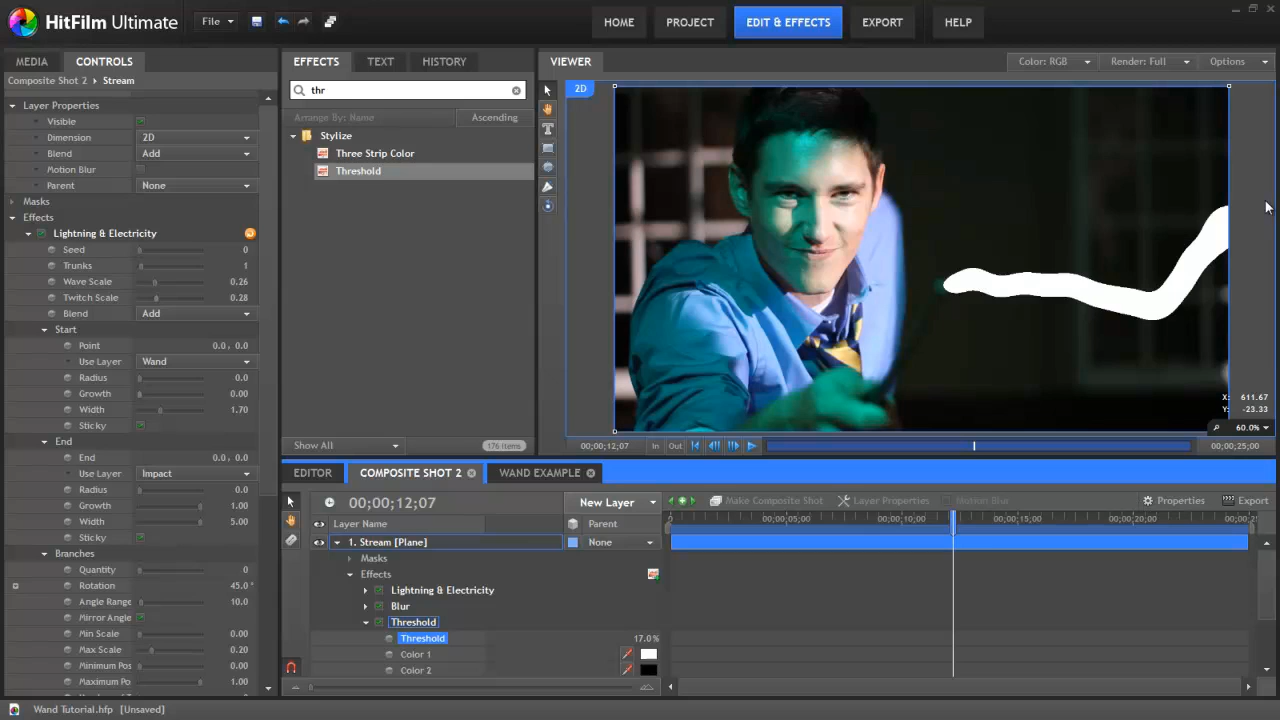 HitFilm Ultimate
File
HOME
PROJECT
EDIT & EFFECTS
EXPORT
HELP
MEDIA
CONTROLS
Composite Shot 2 Stream
Layer Properties
Visible
Dimension 2D
Blend Add
Motion Blur
Parent None
Masks
Effects
Lightning & Electricity
Seed 0
Trunks 1
Wave Scale 0.26
Twitch Scale 0.28
Blend Add
Start
Point 0.0, 0.0
Use Layer Wand
Radius 0.0
Growth 0.00
Width 1.70
Sticky
End
End 0.0, 0.0
Use Layer Impact
Radius 0.0
Growth 1.00
Width 5.00
Sticky
Branches
Quantity 0
Rotation 45.0 °
Angle Range 10.0
Mirror Angle
Min Scale 0.00
Max Scale 0.20
Minimum Pos 0.00
Maximum Po 1.00
EFFECTS
TEXT
HISTORY
thr
Arrange By: Name
Ascending
Stylize
Three Strip Color
Threshold
Show All
176 Items
VIEWER
Color: RGB
Render: Full
Options
2D
X: 611.67
Y: -23.33
60.0%
00;00;12;07
In
Out
00;00;25;00
EDITOR
COMPOSITE SHOT 2
WAND EXAMPLE
00;00;12;07
New Layer
Make Composite Shot
Layer Properties
Motion Blur
Properties
Export
Layer Name
Parent
0
00;00;05;00
00;00;10;00
00;00;15;00
00;00;20;00
1. Stream [Plane]
None
Masks
Effects
Lightning & Electricity
Blur
Threshold
Threshold 17.0%
Color 1
Color 2
Wand Tutorial.hfp [Unsaved]